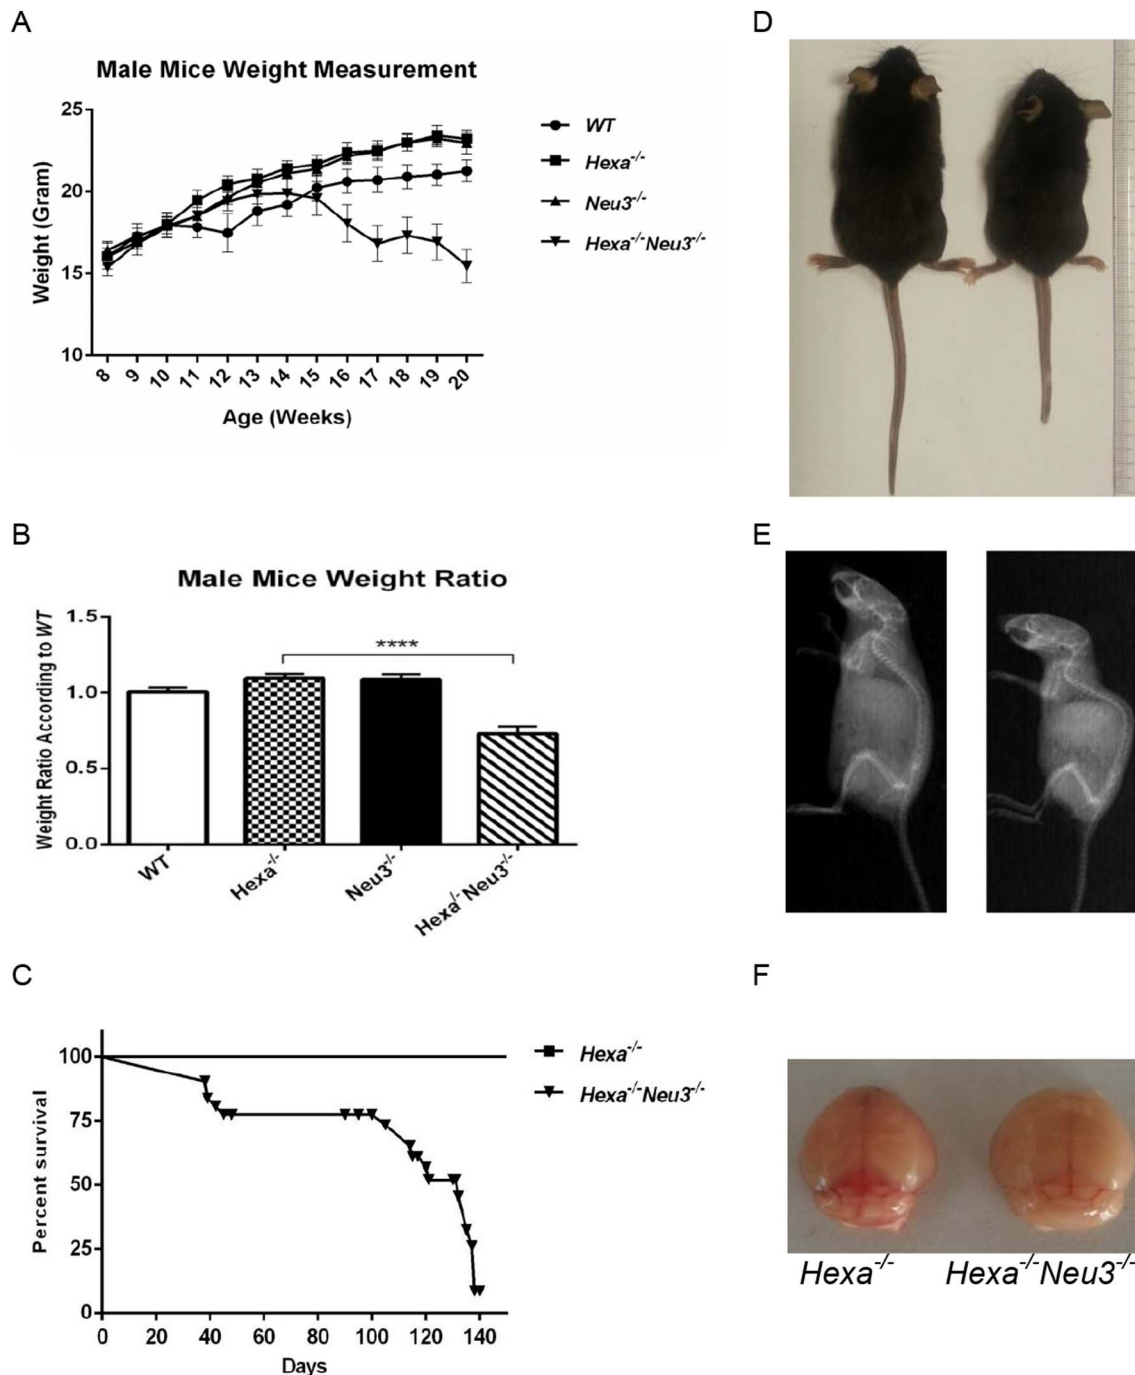 A
Male Mice Weight Measurement
Weight (Gram)
25
20
15
10
8 9 10 11 12 13 14 15 16 17 18 19 20
Age (Weeks)
WT
Hexa-/-
Neu3-/-
Hexa-/-Neu3-/-
B
Male Mice Weight Ratio
Weight Ratio According to WT
1.5
1.0
0.5
0.0
****
WT
Hexa-/-
Neu3-/-
Hexa-/-Neu3-/-
C
Percent survival
100
75
50
25
0
0 20 40 60 80 100 120 140
Days
Hexa-/-
Hexa-/-Neu3-/-
D
E
F
Hexa-/- Hexa-/-Neu3-/-